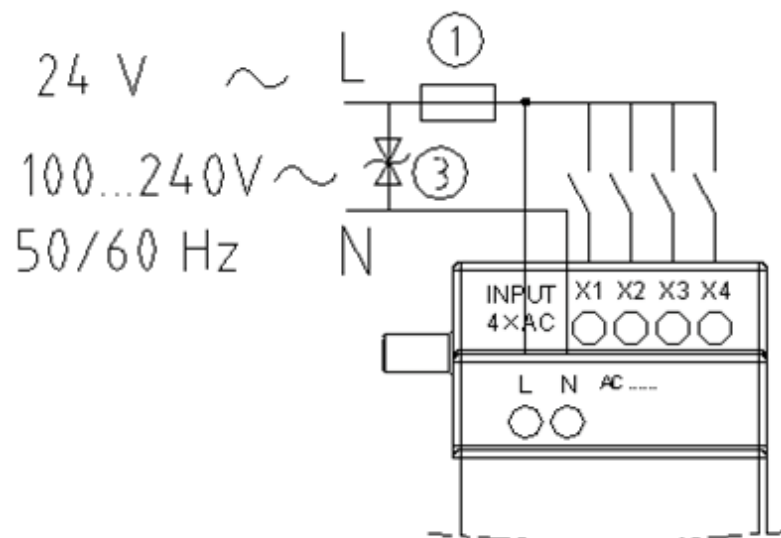 24 V ~ L
①
100...240V ~
③
50/60 Hz N
INPUT X1 X2 X3 X4
4×AC
L N AC ......